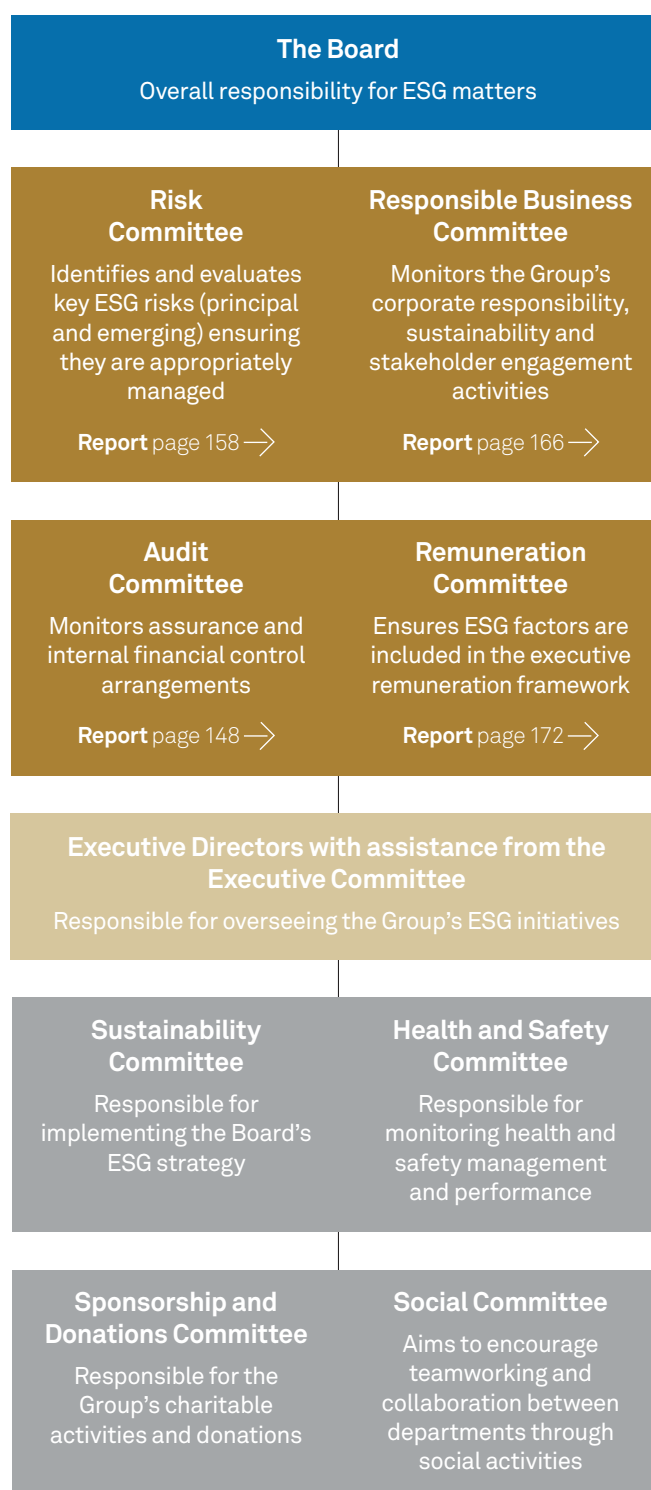 The Board
Overall responsibility for ESG matters
Risk
Committee
Identifies and evaluates
key ESG risks (principal
and emerging) ensuring
they are appropriately
managed
Report page 158
Responsible Business
Committee
Monitors the Group’s
corporate responsibility,
sustainability and
stakeholder engagement
activities
Report page 166
Audit
Committee
Monitors assurance and
internal financial control
arrangements
Report page 148
Remuneration
Committee
Ensures ESG factors are
included in the executive
remuneration framework
Report page 172
Executive Directors with assistance from the
Executive Committee
Responsible for overseeing the Group’s ESG initiatives
Sustainability
Committee
Responsible for
implementing the Board’s
ESG strategy
Health and Safety
Committee
Responsible for
monitoring health and
safety management
and performance
Sponsorship and
Donations Committee
Responsible for the
Group’s charitable
activities and donations
Social Committee
Aims to encourage
teamworking and
collaboration between
departments through
social activities